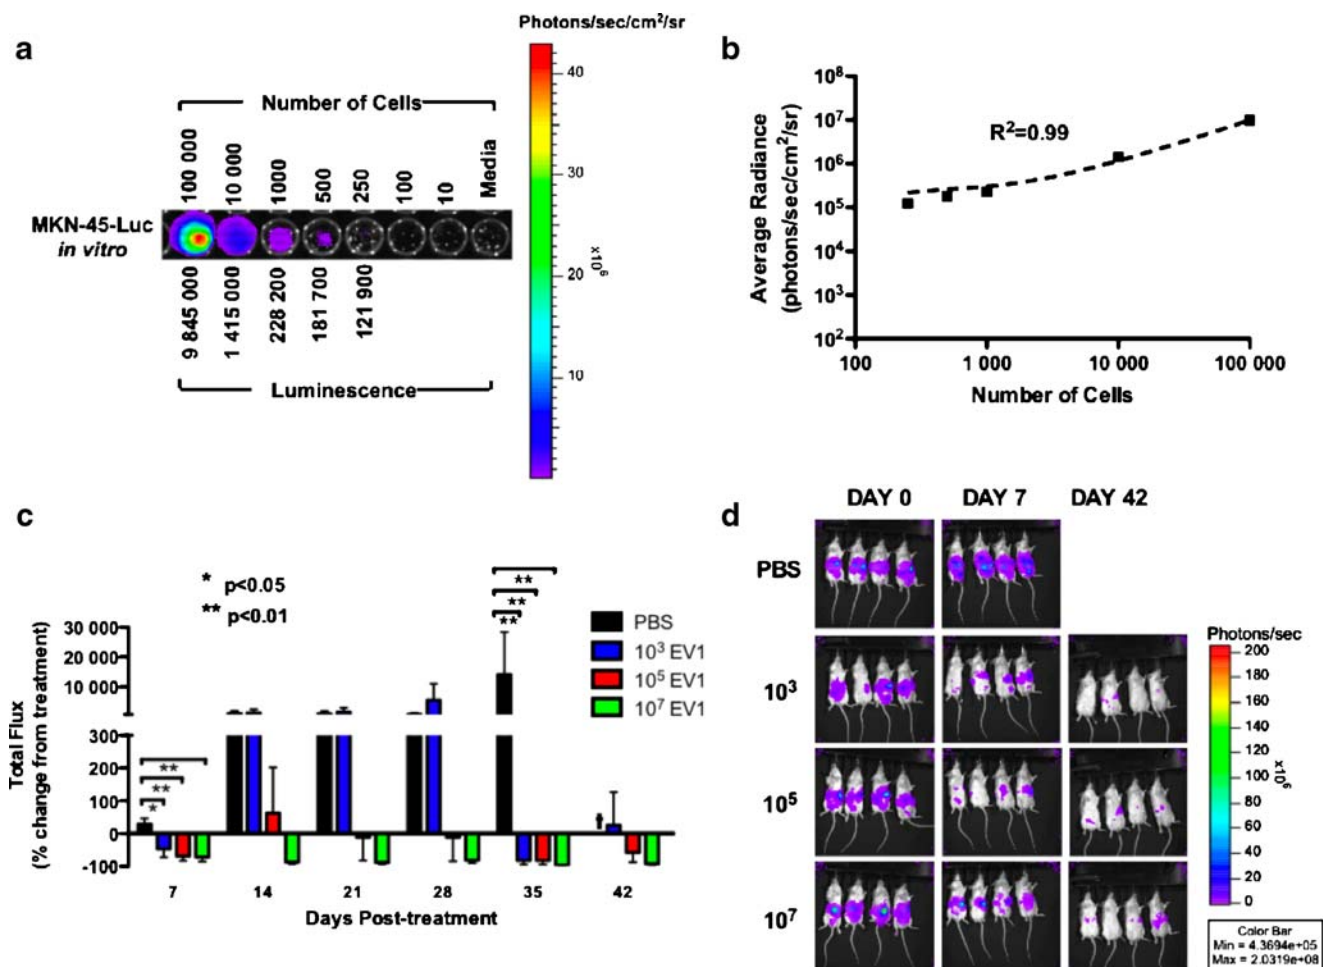 a
Photons/sec/cm²/sr
Number of Cells
100 000
10 000
1000
500
250
100
10
Media
MKN-45-Luc
in vitro
9 845 000
1 415 000
228 200
181 700
121 900
Luminescence
40
30
20
10
x10⁶
b
Average Radiance
(photons/sec/cm²/sr)
10⁸
10⁷
10⁶
10⁵
10⁴
10³
10²
R²=0.99
100
1 000
10 000
100 000
Number of Cells
c
Total Flux
(% change from treatment)
* p<0.05
** p<0.01
30 000
20 000
10 000
300
200
100
0
-100
**
**
*
**
**
**
PBS
10³ EV1
10⁵ EV1
10⁷ EV1
7
14
21
28
35
42
Days Post-treatment
d
DAY 0
DAY 7
DAY 42
PBS
10³
10⁵
10⁷
Photons/sec
200
180
160
140
120
100
80
60
40
20
0
x10⁶
Color Bar
Min = 4.3694e+05
Max = 2.0319e+08